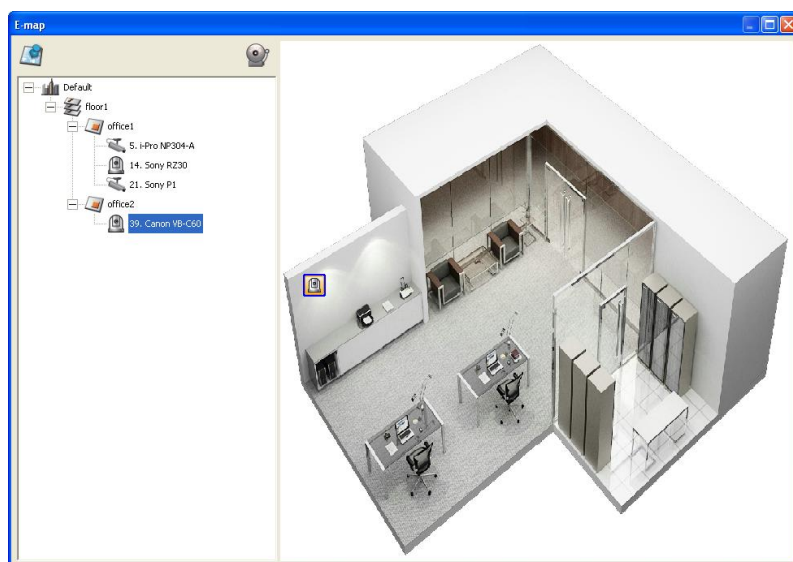 E-map
Default
floor1
office1
5. i-Pro NP304-A
14. Sony RZ30
21. Sony P1
office2
39. Canon VB-C60